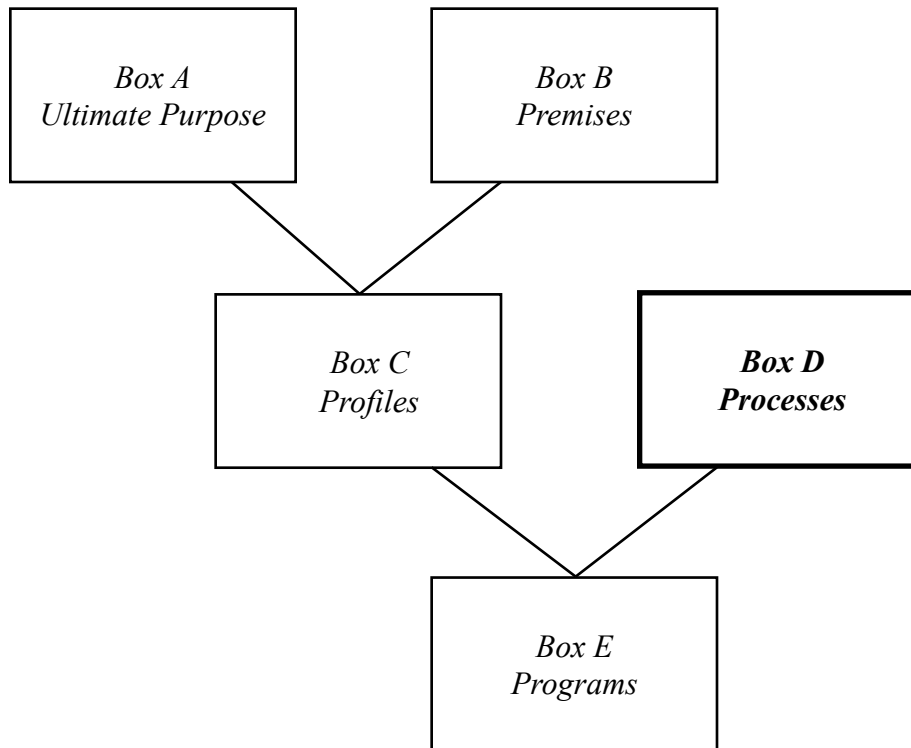 Box A
Ultimate Purpose
Box B
Premises
Box C
Profiles
Box D
Processes
Box E
Programs